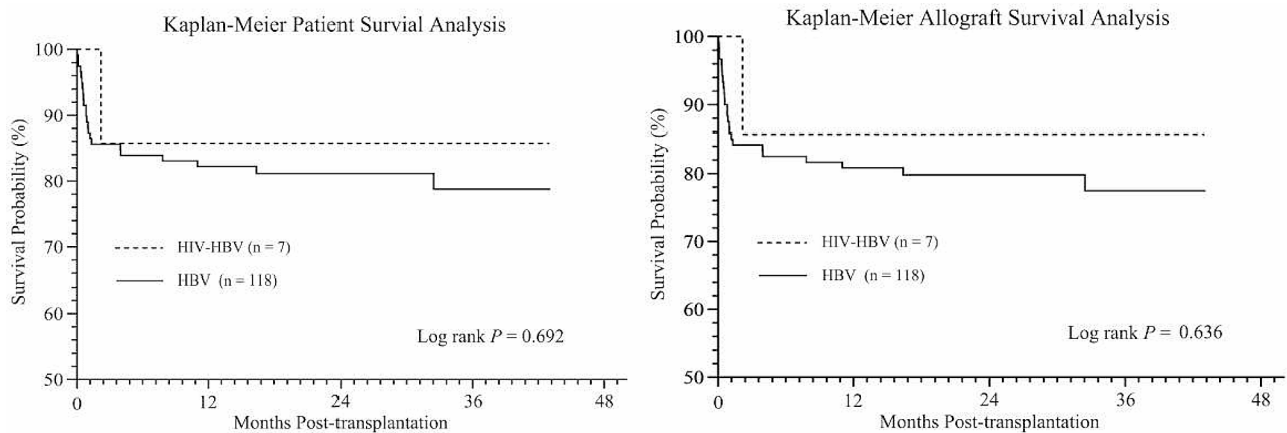 Kaplan-Meier Patient Survial Analysis
100
90
80
70
60
50
Survival Probability (%)
HIV-HBV (n = 7)
HBV (n = 118)
Log rank P = 0.692
0 12 24 36 48
Months Post-transplantation
Kaplan-Meier Allograft Survival Analysis
100
90
80
70
60
50
Survival Probability (%)
HIV-HBV (n = 7)
HBV (n = 118)
Log rank P = 0.636
0 12 24 36 48
Months Post-transplantation